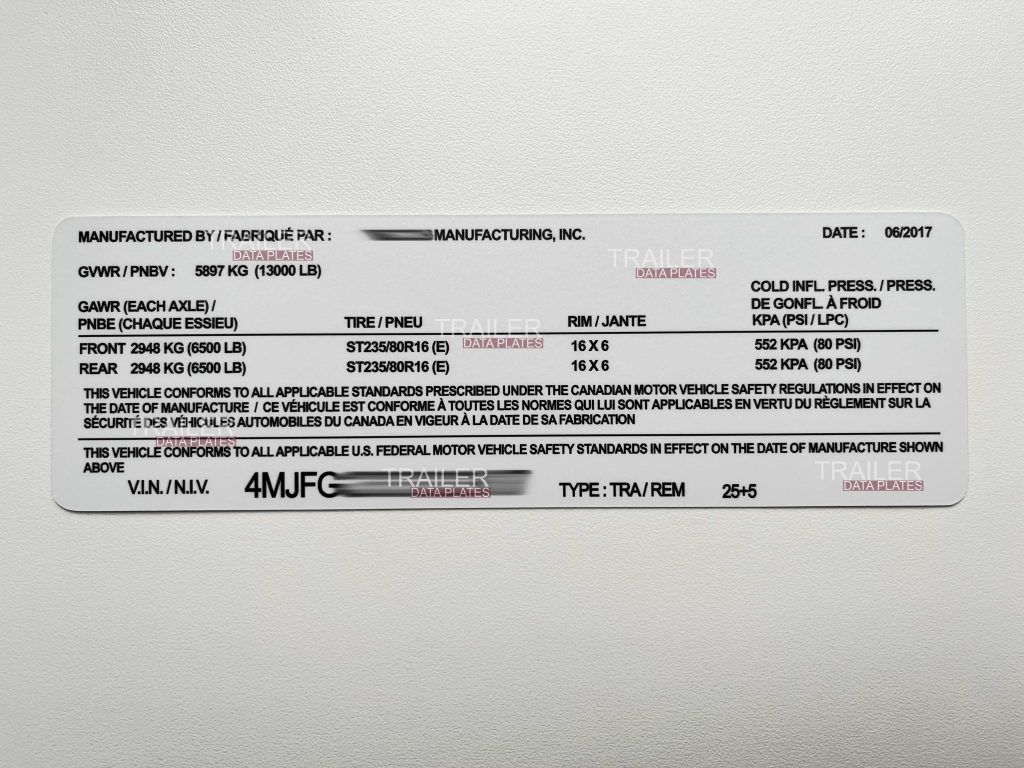 MANUFACTURED BY / FABRIQUÉ PAR : MANUFACTURING, INC. DATE : 06/2017
TRAILER
DATA PLATES
TRAILER
DATA PLATES
GVWR / PNBV : 5897 KG (13000 LB)
GAWR (EACH AXLE) /
PNBE (CHAQUE ESSIEU) TIRE / PNEU RIM / JANTE
COLD INFL. PRESS. / PRESS.
DE GONFL. À FROID
KPA (PSI / LPC)
TRAILER
DATA PLATES
FRONT 2948 KG (6500 LB) ST235/80R16 (E) 16 X 6 552 KPA (80 PSI)
REAR 2948 KG (6500 LB) ST235/80R16 (E) 16 X 6 552 KPA (80 PSI)
THIS VEHICLE CONFORMS TO ALL APPLICABLE STANDARDS PRESCRIBED UNDER THE CANADIAN MOTOR VEHICLE SAFETY REGULATIONS IN EFFECT ON
THE DATE OF MANUFACTURE / CE VÉHICULE EST CONFORME À TOUTES LES NORMES QUI LUI SONT APPLICABLES EN VERTU DU RÈGLEMENT SUR LA
SÉCURITÉ DES VÉHICULES AUTOMOBILES DU CANADA EN VIGEUR À LA DATE DE SA FABRICATION
TRAILER
DATA PLATES
THIS VEHICLE CONFORMS TO ALL APPLICABLE U.S. FEDERAL MOTOR VEHICLE SAFETY STANDARDS IN EFFECT ON THE DATE OF MANUFACTURE SHOWN
ABOVE
V.I.N. / N.I.V. 4MJFG TYPE : TRA / REM 25+5
TRAILER
DATA PLATES
TRAILER
DATA PLATES